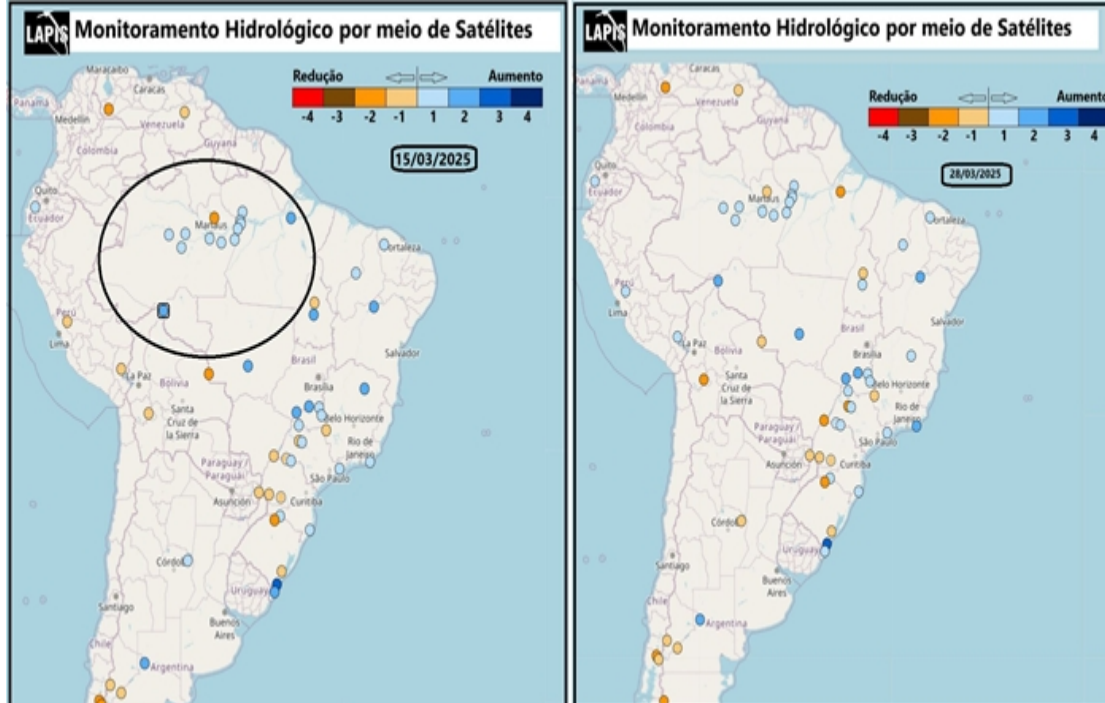 LAPIS Monitoramento Hidrológico por meio de Satélites
Redução Aumento
-4 -3 -2 -1 1 2 3 4
15/03/2025
Maracaibo
Caracas
Panamá
Medellín
Venezuela
Guyana
Colombia
Quito
Ecuador
Manaus
Fortaleza
Perú
Lima
Brasil
Salvador
La Paz
Bolivia
Brasília
Santa
Cruz de
la Sierra
Belo Horizonte
Rio de
Janeiro
Paraguay /
Paraguái
São Paulo
Asunción
Curitiba
Córdoba
Uruguay
Santiago
Buenos
Aires
Chile
Argentina
LAPIS Monitoramento Hidrológico por meio de Satélites
Redução Aumento
-4 -3 -2 -1 1 2 3 4
28/03/2025
Caracas
Panamá
Medellín
Venezuela
Guyana
Colombia
Quito
Ecuador
Manaus
Fortaleza
Perú
Lima
Salvador
Brasil
La Paz
Bolivia
Brasília
Santa
Cruz de
la Sierra
Belo Horizonte
Rio de
Janeiro
Paraguay /
Paraguái
São Paulo
Asunción
Curitiba
Córdoba
Uruguay
Santiago
Buenos
Aires
Chile
Argentina